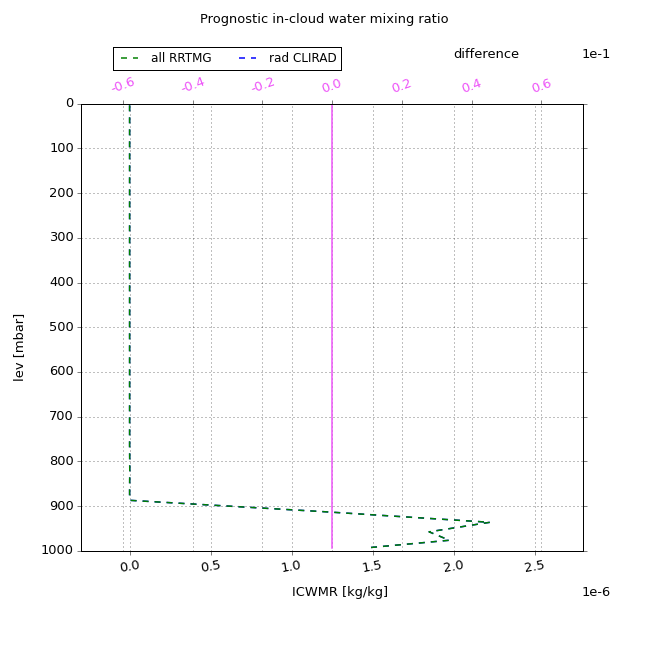 Prognostic in-cloud water mixing ratio
all RRTMG rad CLIRAD difference 1e-1
-0.6 -0.4 -0.2 0.0 0.2 0.4 0.6
0
100
200
300
400
500
600
700
800
900
1000
lev [mbar]
0.0 0.5 1.0 1.5 2.0 2.5
ICWMR [kg/kg] 1e-6